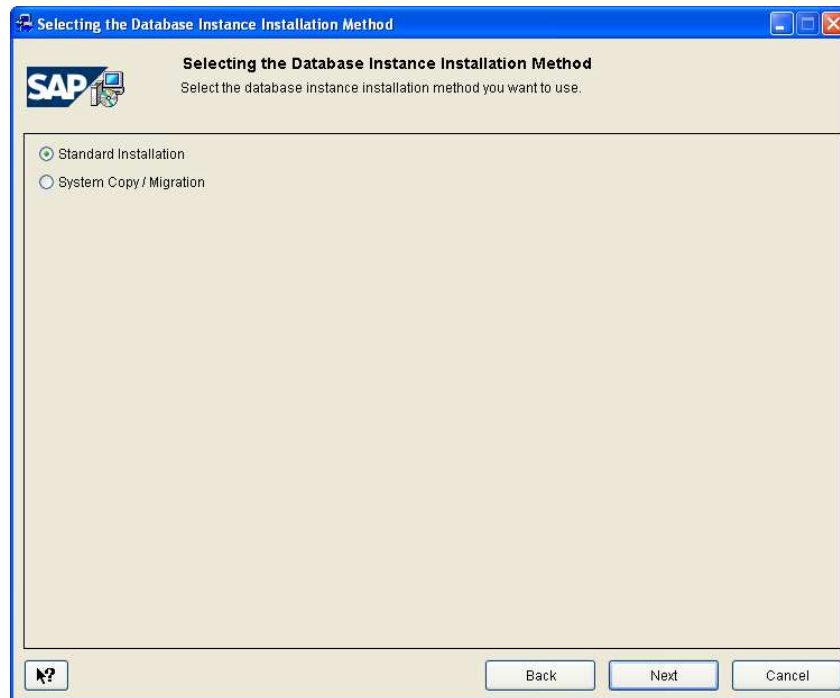 Selecting the Database Instance Installation Method
SAP
Selecting the Database Instance Installation Method
Select the database instance installation method you want to use.
Standard Installation
System Copy / Migration
?
Back
Next
Cancel